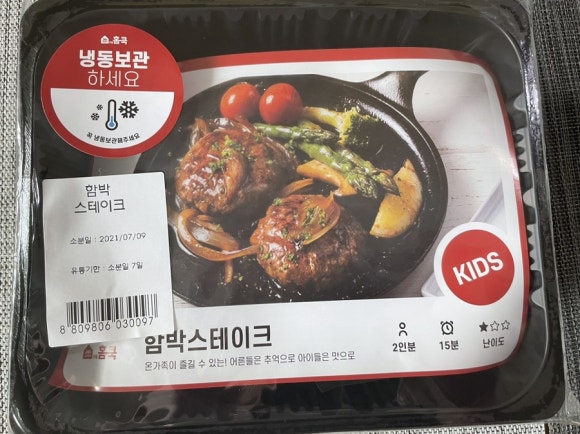 홈쿡
냉동보관
하세요
꼭 냉동보관해주세요
함박
스테이크
소분일 : 2021/07/09
유통기한 : 소분일 7일
8 809806 030097
KIDS
홈쿡
함박스테이크
온가족이 즐길 수 있는! 어른들은 추억으로 아이들은 맛으로
2인분
15분
난이도